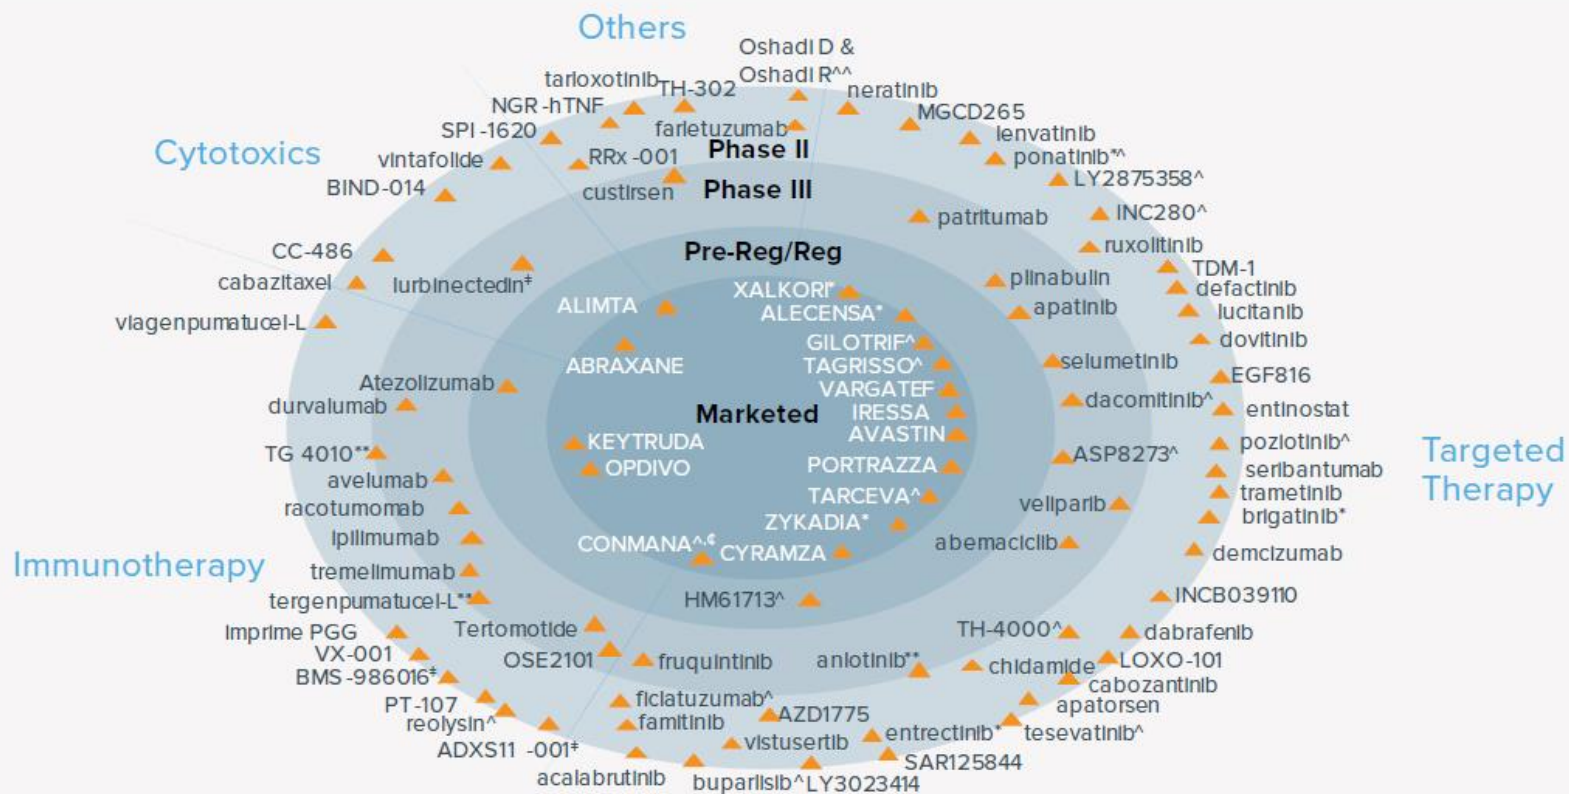 Others
Oshadi D &
Oshadi R^^
tarloxotinib
TH-302
neratinib
NGR -hTNF
MGCD265
SPI -1620
farletuzumab
lenvatinib
Cytotoxics
vintafolide
RRx -001
Phase II
ponatinib*^
BIND-014
custirsen
Phase III
LY2875358^
patritumab
INC280^
CC-486
Pre-Reg/Reg
ruxolitinib
cabazitaxel
lurbinectedin‡
plinabulin
TDM-1
defactinib
ALIMTA
XALKORI*
ALECENSA*
apatinib
lucitanib
viagenpumatucel-L
GILOTRIF^
dovitinib
ABRAXANE
TAGRISSO^
selumetinib
Atezolizumab
VARGATEF
EGF816
durvalumab
Marketed
IRESSA
dacomitinib^
entinostat
AVASTIN
KEYTRUDA
poziotinib^
TG 4010**
OPDIVO
PORTRAZZA
ASP8273^
seribantumab
Targeted
Therapy
avelumab
TARCEVA^
trametinib
racotumomab
veliparib
brigatinib*
ipilimumab
ZYKADIA*
CONMANA^,¢
CYRAMZA
abemaciclib
demcizumab
Immunotherapy
tremelimumab
tergenpumatucel-L**
HM61713^
INCB039110
Imprime PGG
Tertomotide
TH-4000^
dabrafenib
VX-001
OSE2101
fruquintinib
anlotinib**
chidamide
LOXO-101
BMS -986016‡
cabozantinib
PT-107
ficlatuzumab^
apatorsen
reolysin^
famitinib
AZD1775
entrectinib*
tesevatinib^
ADXS11 -001‡
vistusertib
SAR125844
acalabrutinib
buparlisib^
LY3023414